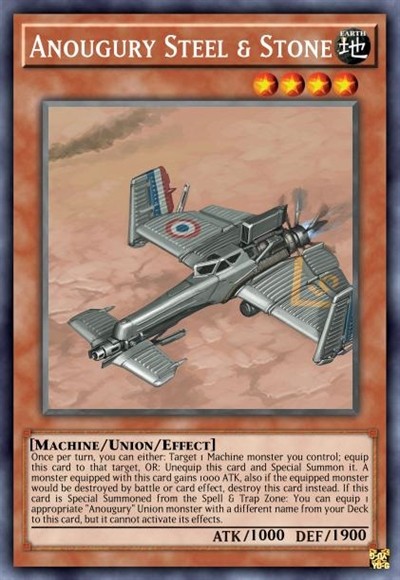 Anougury Steel & Stone
EARTH
地
[Machine/Union/Effect]
Once per turn, you can either: Target 1 Machine monster you control; equip
this card to that target, OR: Unequip this card and Special Summon it. A
monster equipped with this card gains 1000 ATK, also if the equipped monster
would be destroyed by battle or card effect, destroy this card instead. If this
card is Special Summoned from the Spell & Trap Zone: You can equip 1
appropriate "Anougury" Union monster with a different name from your Deck
to this card, but it cannot activate its effects.
ATK/1000 DEF/1900